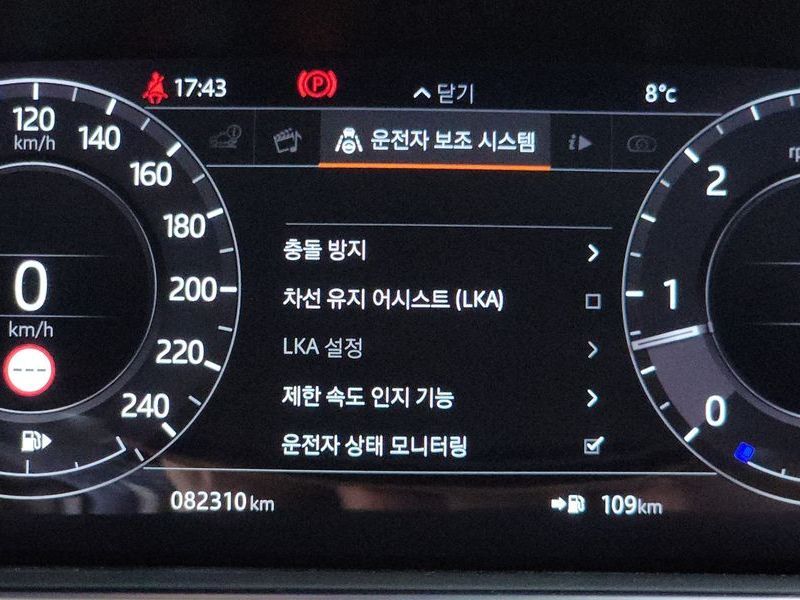 17:43
P
닫기
8°c
120
km/h
140
160
180
200
220
240
운전자 보조 시스템
i
충돌 방지
차선 유지 어시스트 (LKA)
LKA 설정
제한 속도 인지 기능
운전자 상태 모니터링
0
km/h
---
2
1
0
082310 km
109km